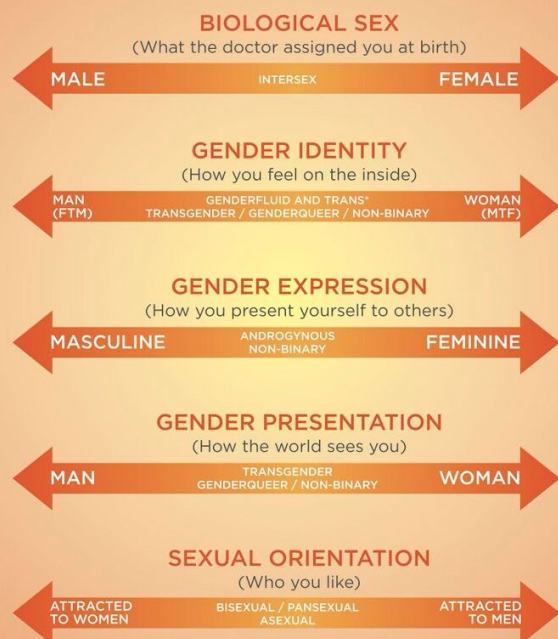 BIOLOGICAL SEX
(What the doctor assigned you at birth)
MALE
INTERSEX
FEMALE
GENDER IDENTITY
(How you feel on the inside)
MAN
(FTM)
GENDERFLUID AND TRANS*
TRANSGENDER / GENDERQUEER / NON-BINARY
WOMAN
(MTF)
GENDER EXPRESSION
(How you present yourself to others)
MASCULINE
ANDROGYNOUS
NON-BINARY
FEMININE
GENDER PRESENTATION
(How the world sees you)
MAN
TRANSGENDER
GENDERQUEER / NON-BINARY
WOMAN
SEXUAL ORIENTATION
(Who you like)
ATTRACTED
TO WOMEN
BISEXUAL / PANSEXUAL
ASEXUAL
ATTRACTED
TO MEN